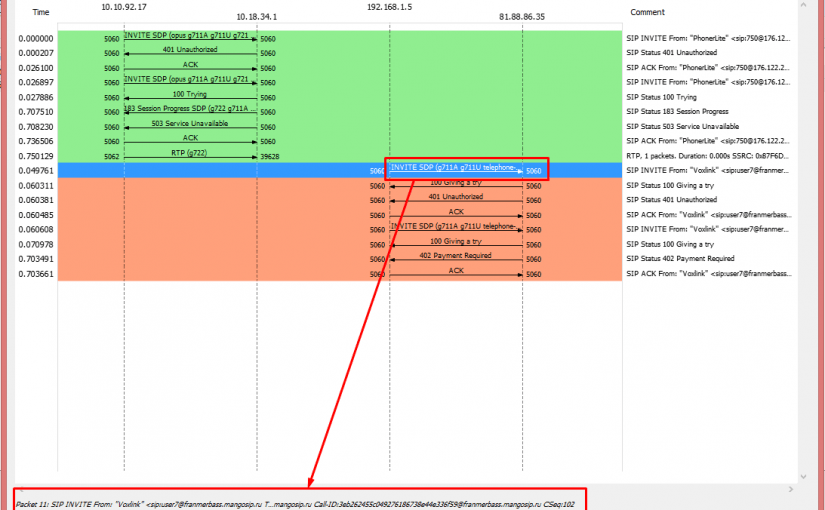 Time 10.10.92.17 10.18.34.1 192.168.1.5 81.88.86.35 Comment
0.000000 5060 INVITE SDP (opus g711A g711U g721 5060 SIP INVITE From: "PhonerLite" <sip:750@176.12...
0.000207 5060 401 Unauthorized 5060 SIP Status 401 Unauthorized
0.026100 5060 ACK 5060 SIP ACK From: "PhonerLite" <sip:750@176.122.2...
0.026897 5060 INVITE SDP (opus g711A g711U g721 5060 SIP INVITE From: "PhonerLite" <sip:750@176.12...
0.027886 5060 100 Trying 5060 SIP Status 100 Trying
0.707510 5060 183 Session Progress SDP (g722 g711A ... 5060 SIP Status 183 Session Progress
0.708230 5060 503 Service Unavailable 5060 SIP Status 503 Service Unavailable
0.736506 5060 ACK 5060 SIP ACK From: "PhonerLite" <sip:750@176.122.2...
0.750129 5062 RTP (g722) 39628 RTP, 1 packets. Duration: 0.000s SSRC: 0x87F6D...
0.049761 5060 INVITE SDP (g711A g711U telephone-... 5060 SIP INVITE From: "Voxlink" <sip:user7@franmer...
0.060311 5060 100 Giving a try 5060 SIP Status 100 Giving a try
0.060381 5060 401 Unauthorized 5060 SIP Status 401 Unauthorized
0.060485 5060 ACK 5060 SIP ACK From: "Voxlink" <sip:user7@franmerbass...
0.060608 5060 INVITE SDP (g711A g711U telephone-... 5060 SIP INVITE From: "Voxlink" <sip:user7@franmer...
0.070978 5060 100 Giving a try 5060 SIP Status 100 Giving a try
0.703491 5060 402 Payment Required 5060 SIP Status 402 Payment Required
0.703661 5060 ACK 5060 SIP ACK From: "Voxlink" <sip:user7@franmerbass...
Packet 11: SIP INVITE From: "Voxlink" <sip:user7@franmerbass.mangosip.ru T...mangosip.ru Call-ID:3eb262455c049276186738e44e336f59@franmerbass.mangosip.ru CSeq:102